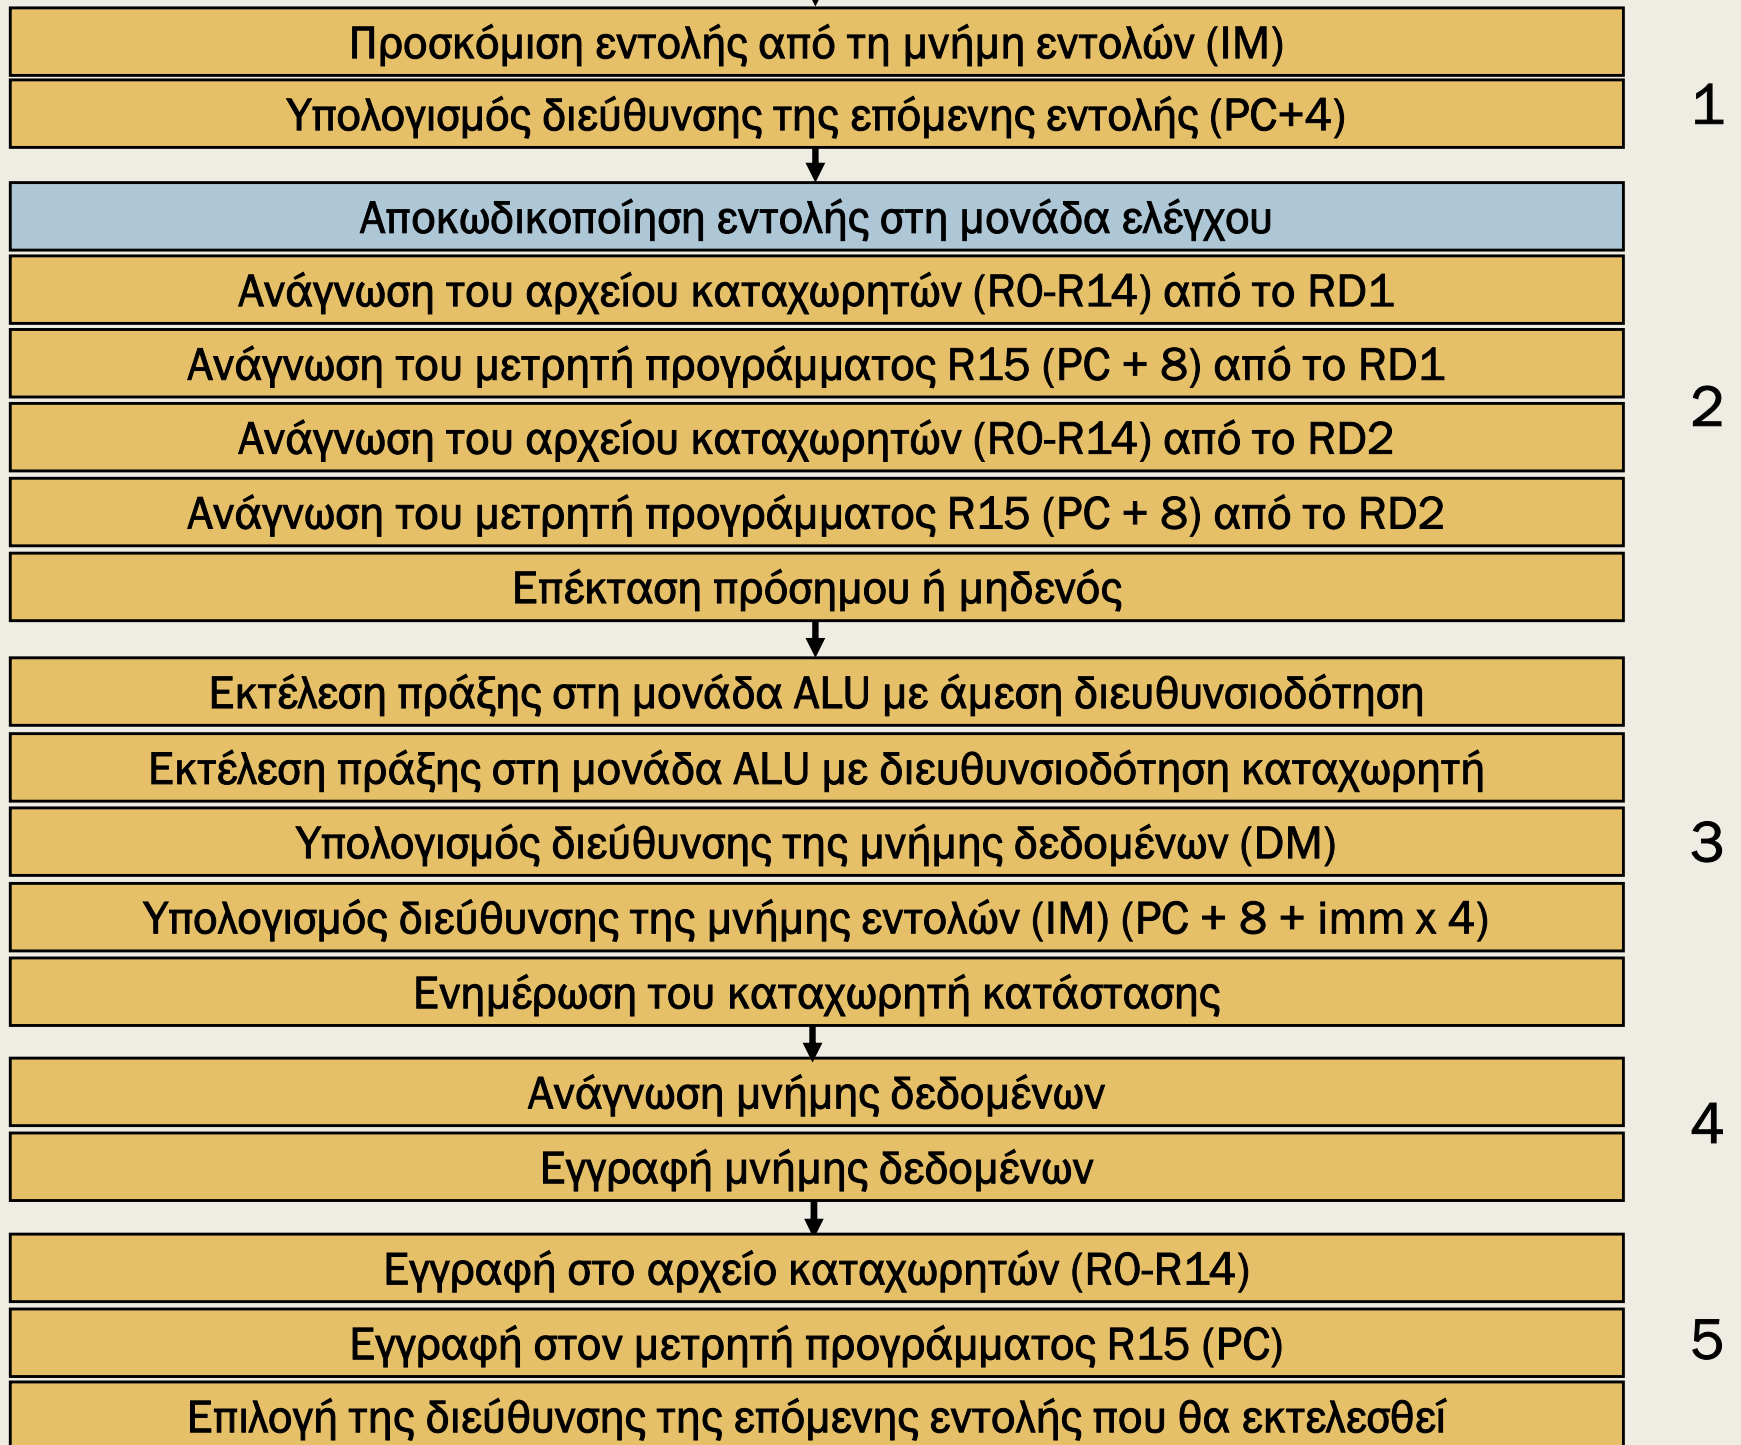 Προσκόμιση εντολής από τη μνήμη εντολών (IM)
Υπολογισμός διεύθυνσης της επόμενης εντολής (PC+4)
1
Αποκωδικοποίηση εντολής στη μονάδα ελέγχου
Ανάγνωση του αρχείου καταχωρητών (R0-R14) από το RD1
Ανάγνωση του μετρητή προγράμματος R15 (PC + 8) από το RD1
2
Ανάγνωση του αρχείου καταχωρητών (R0-R14) από το RD2
Ανάγνωση του μετρητή προγράμματος R15 (PC + 8) από το RD2
Επέκταση πρόσημου ή μηδενός
Εκτέλεση πράξης στη μονάδα ALU με άμεση διευθυνσιοδότηση
Εκτέλεση πράξης στη μονάδα ALU με διευθυνσιοδότηση καταχωρητή
Υπολογισμός διεύθυνσης της μνήμης δεδομένων (DM)
3
Υπολογισμός διεύθυνσης της μνήμης εντολών (IM) (PC + 8 + imm x 4)
Ενημέρωση του καταχωρητή κατάστασης
Ανάγνωση μνήμης δεδομένων
4
Εγγραφή μνήμης δεδομένων
Εγγραφή στο αρχείο καταχωρητών (R0-R14)
Εγγραφή στον μετρητή προγράμματος R15 (PC)
5
Επιλογή της διεύθυνσης της επόμενης εντολής που θα εκτελεσθεί